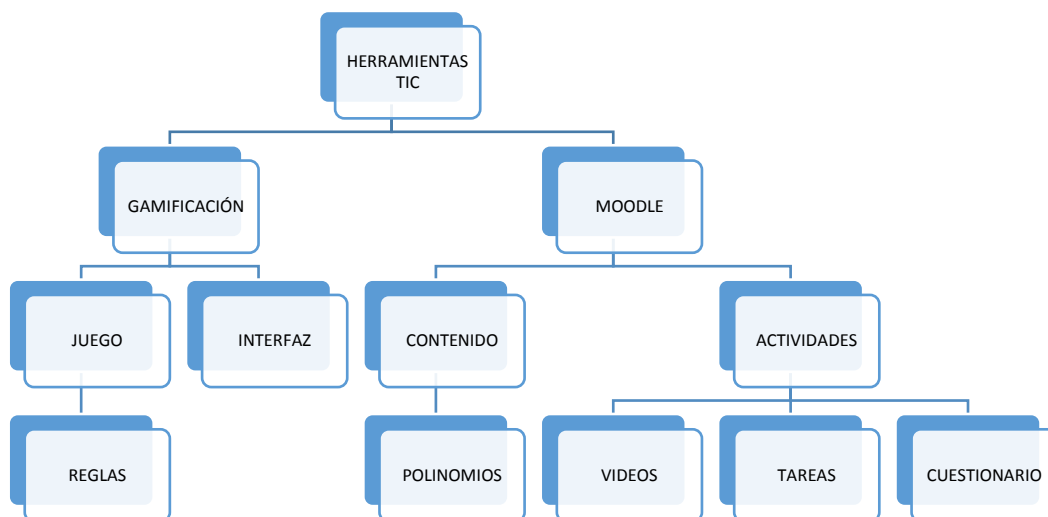 HERRAMIENTAS
TIC
GAMIFICACIÓN
MOODLE
JUEGO
INTERFAZ
CONTENIDO
ACTIVIDADES
REGLAS
POLINOMIOS
VIDEOS
TAREAS
CUESTIONARIO